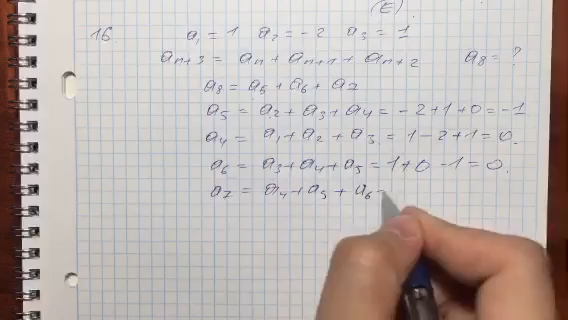 (E).
16. a₁ = 1 a₂ = -2 a₃ = 1
aₙ₊₃ = aₙ + aₙ₊₁ + aₙ₊₂ a₈ = ?
a₈ = a₅ + a₆ + a₇
a₅ = a₂ + a₃ + a₄ = -2+1+0 = -1
a₄ = a₁ + a₂ + a₃ = 1-2+1 = 0.
a₆ = a₃ + a₄ + a₅ = 1+0-1 = 0.
a₇ = a₄ + a₅ + a₆ =